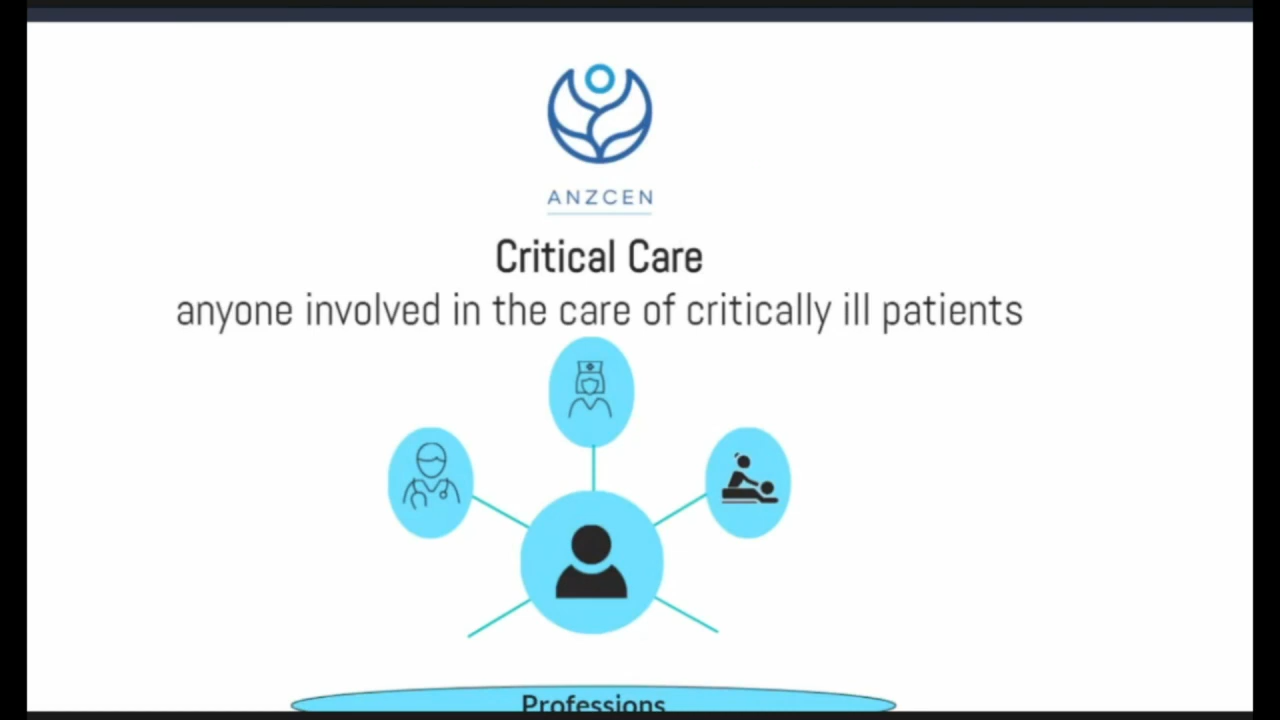 ANZCEN
Critical Care
anyone involved in the care of critically ill patients
Professions